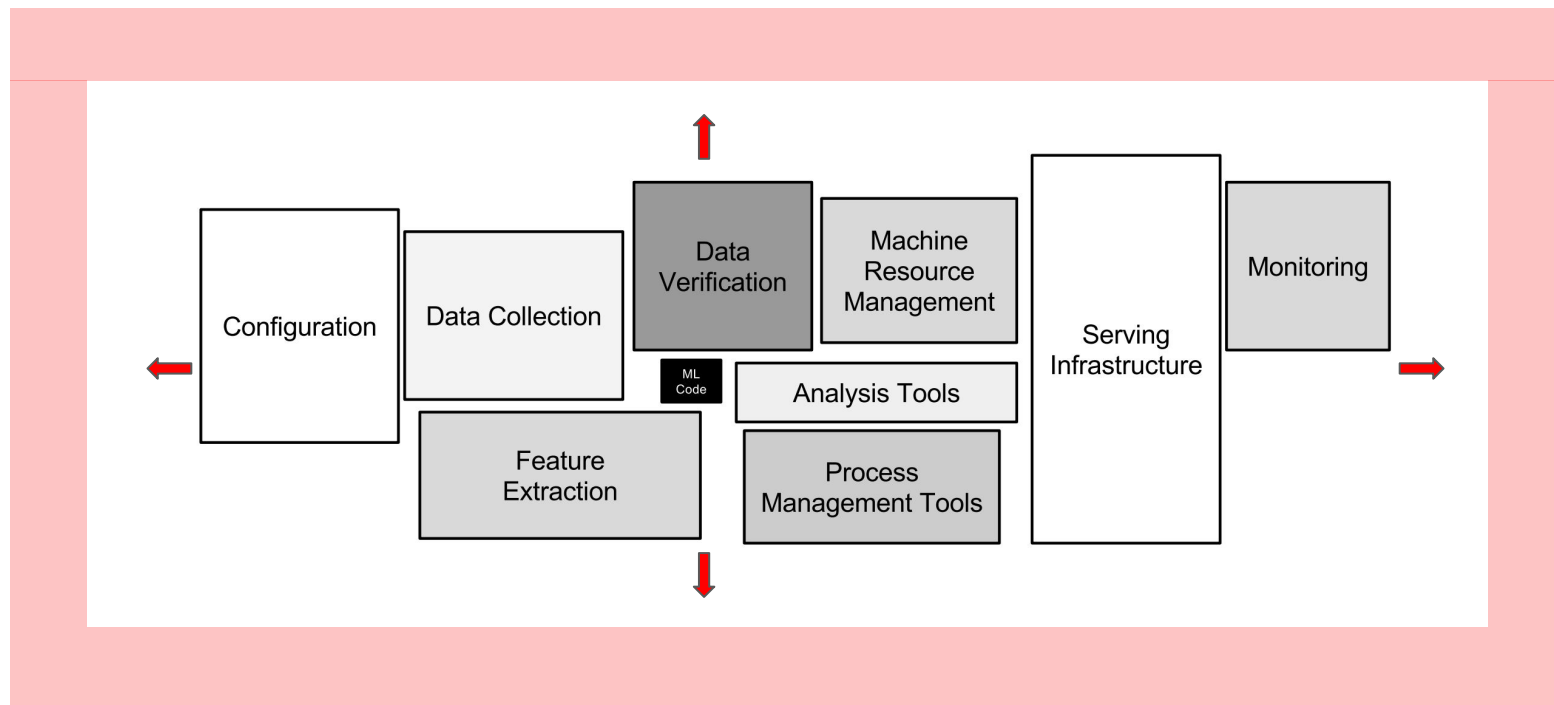 Configuration
Data Collection
Feature
Extraction
Data
Verification
ML
Code
Machine
Resource
Management
Analysis Tools
Process
Management Tools
Serving
Infrastructure
Monitoring